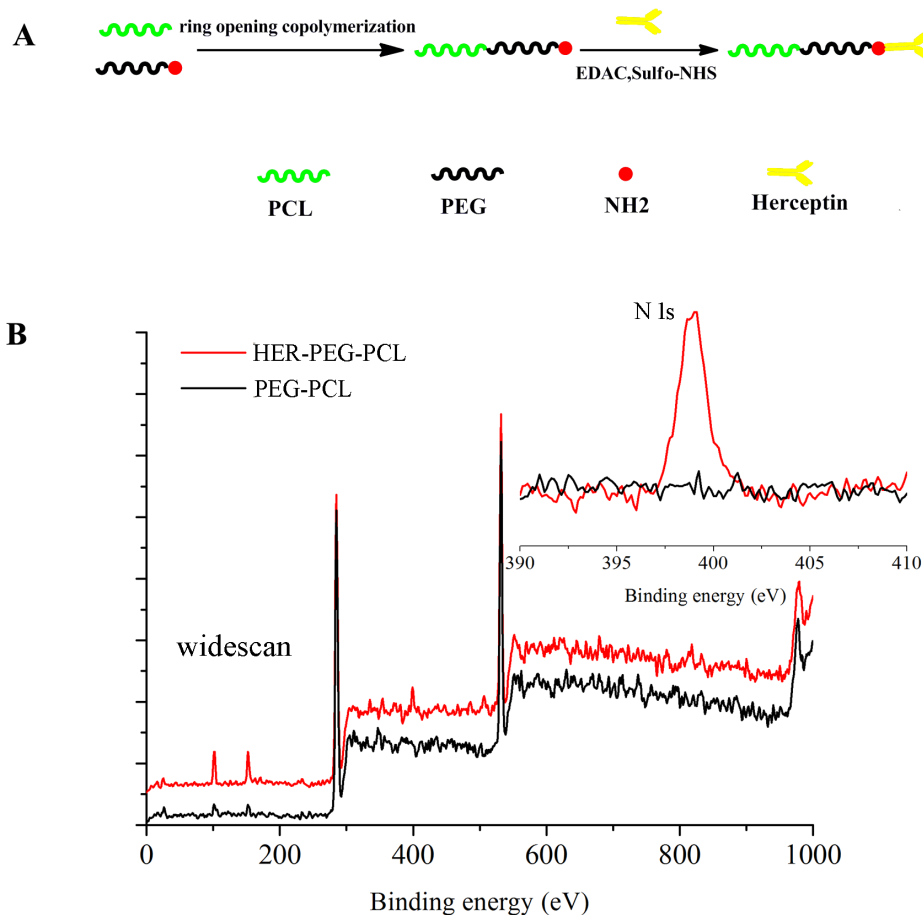 A
ring opening copolymerization
EDAC,Sulfo-NHS
PCL
PEG
NH2
Herceptin
B
HER-PEG-PCL
PEG-PCL
widescan
N ls
390 395 400 405 410
Binding energy (eV)
0 200 400 600 800 1000
Binding energy (eV)